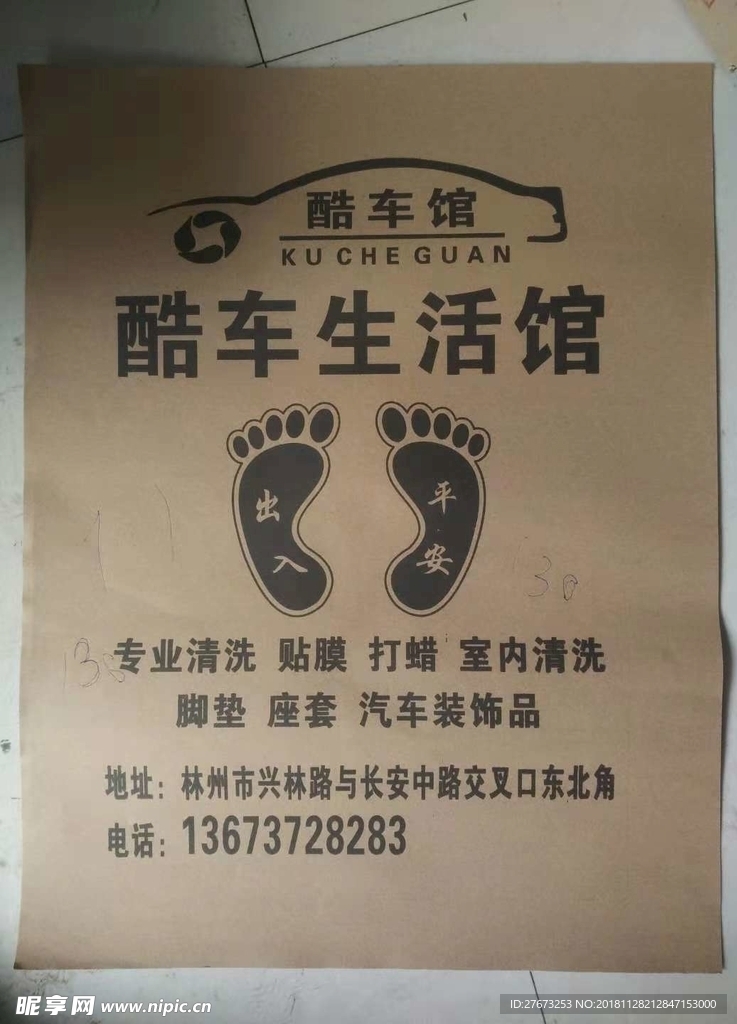 酷车馆
KU CHE GUAN
酷车生活馆
出入 平安
专业清洗 贴膜 打蜡 室内清洗
脚垫 座套 汽车装饰品
地址：林州市兴林路与长安中路交叉口东北角
电话：13673728283
130
138
昵享网 www.nipic.cn
ID:27673253 NO:20181128212847153000